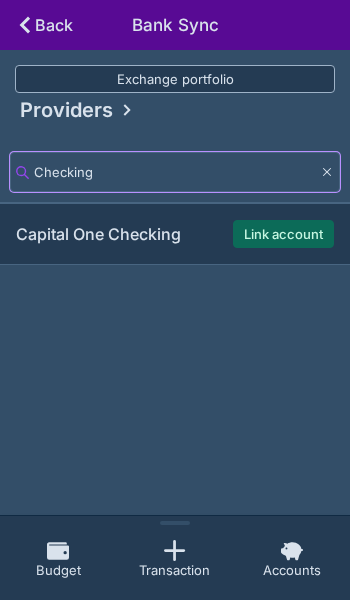 Back
Bank Sync
Exchange portfolio
Providers
Checking
Capital One Checking
Link account
Budget
Transaction
Accounts